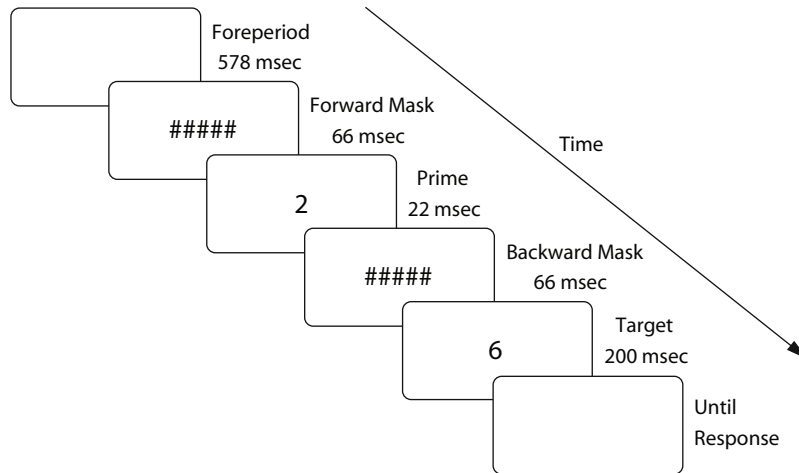 Foreperiod
578 msec
#####
Forward Mask
66 msec
2
Prime
22 msec
#####
Backward Mask
66 msec
6
Target
200 msec
Until
Response
Time